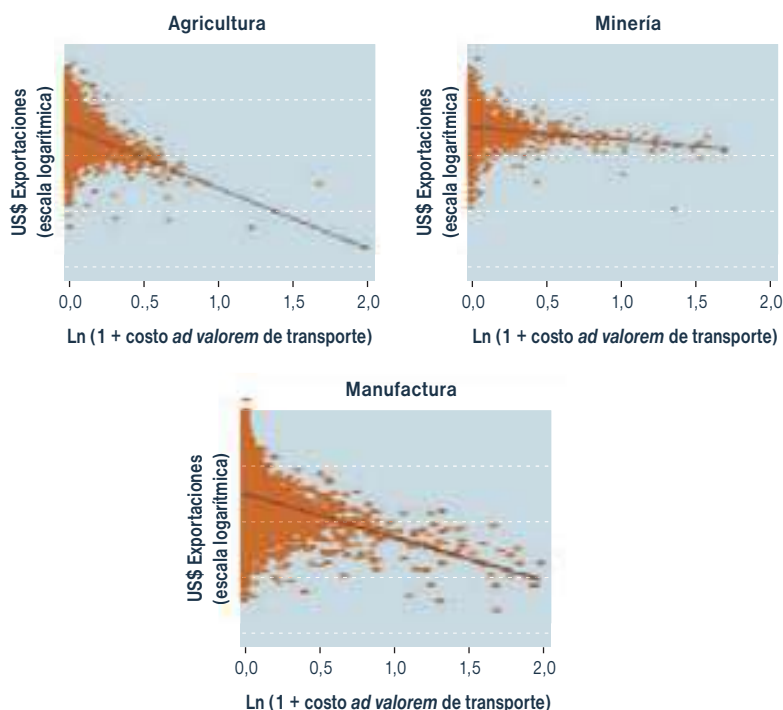 Agricultura
US$ Exportaciones
(escala logarítmica)
0,0 0.,5 1,0 1,5 2,0
Ln (1 + costo ad valorem de transporte)
Minería
US$ Exportaciones
(escala logarítmica)
0,0 0,5 1,0 1,5 2,0
Ln (1 + costo ad valorem de transporte)
Manufactura
US$ Exportaciones
(escala logarítmica)
0,0 0,5 1,0 1,5 2,0
Ln (1 + costo ad valorem de transporte)